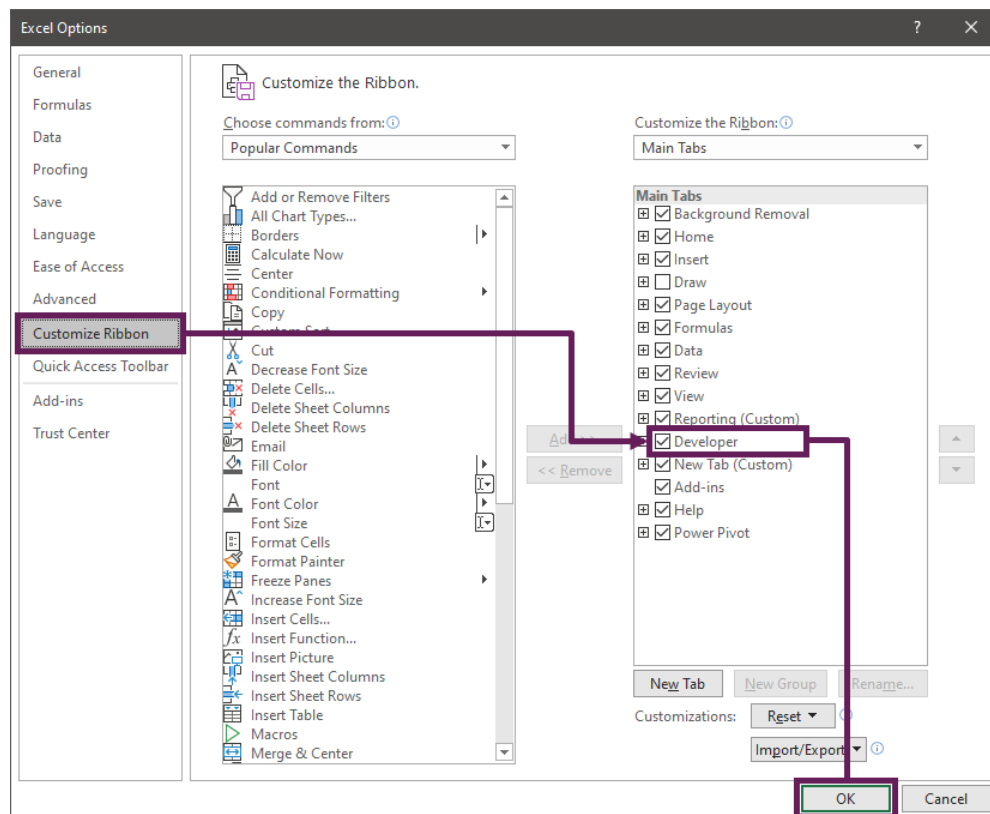 Excel Options
General
Formulas
Data
Proofing
Save
Language
Ease of Access
Advanced
Customize Ribbon
Quick Access Toolbar
Add-ins
Trust Center
Customize the Ribbon.
Choose commands from:
Popular Commands
Add or Remove Filters
All Chart Types...
Borders
Calculate Now
Center
Conditional Formatting
Copy
Custom Sort...
Cut
Decrease Font Size
Delete Cells...
Delete Sheet Columns
Delete Sheet Rows
Email
Fill Color
Font
Font Color
Font Size
Format Cells
Format Painter
Freeze Panes
Increase Font Size
Insert Cells...
Insert Function...
Insert Picture
Insert Sheet Columns
Insert Sheet Rows
Insert Table
Macros
Merge & Center
<< Remove
Customize the Ribbon:
Main Tabs
Main Tabs
Background Removal
Home
Insert
Draw
Page Layout
Formulas
Data
Review
View
Reporting (Custom)
Developer
New Tab (Custom)
Add-ins
Help
Power Pivot
New Tab
New Group
Rename...
Customizations:
Reset
Import/Export
OK
Cancel